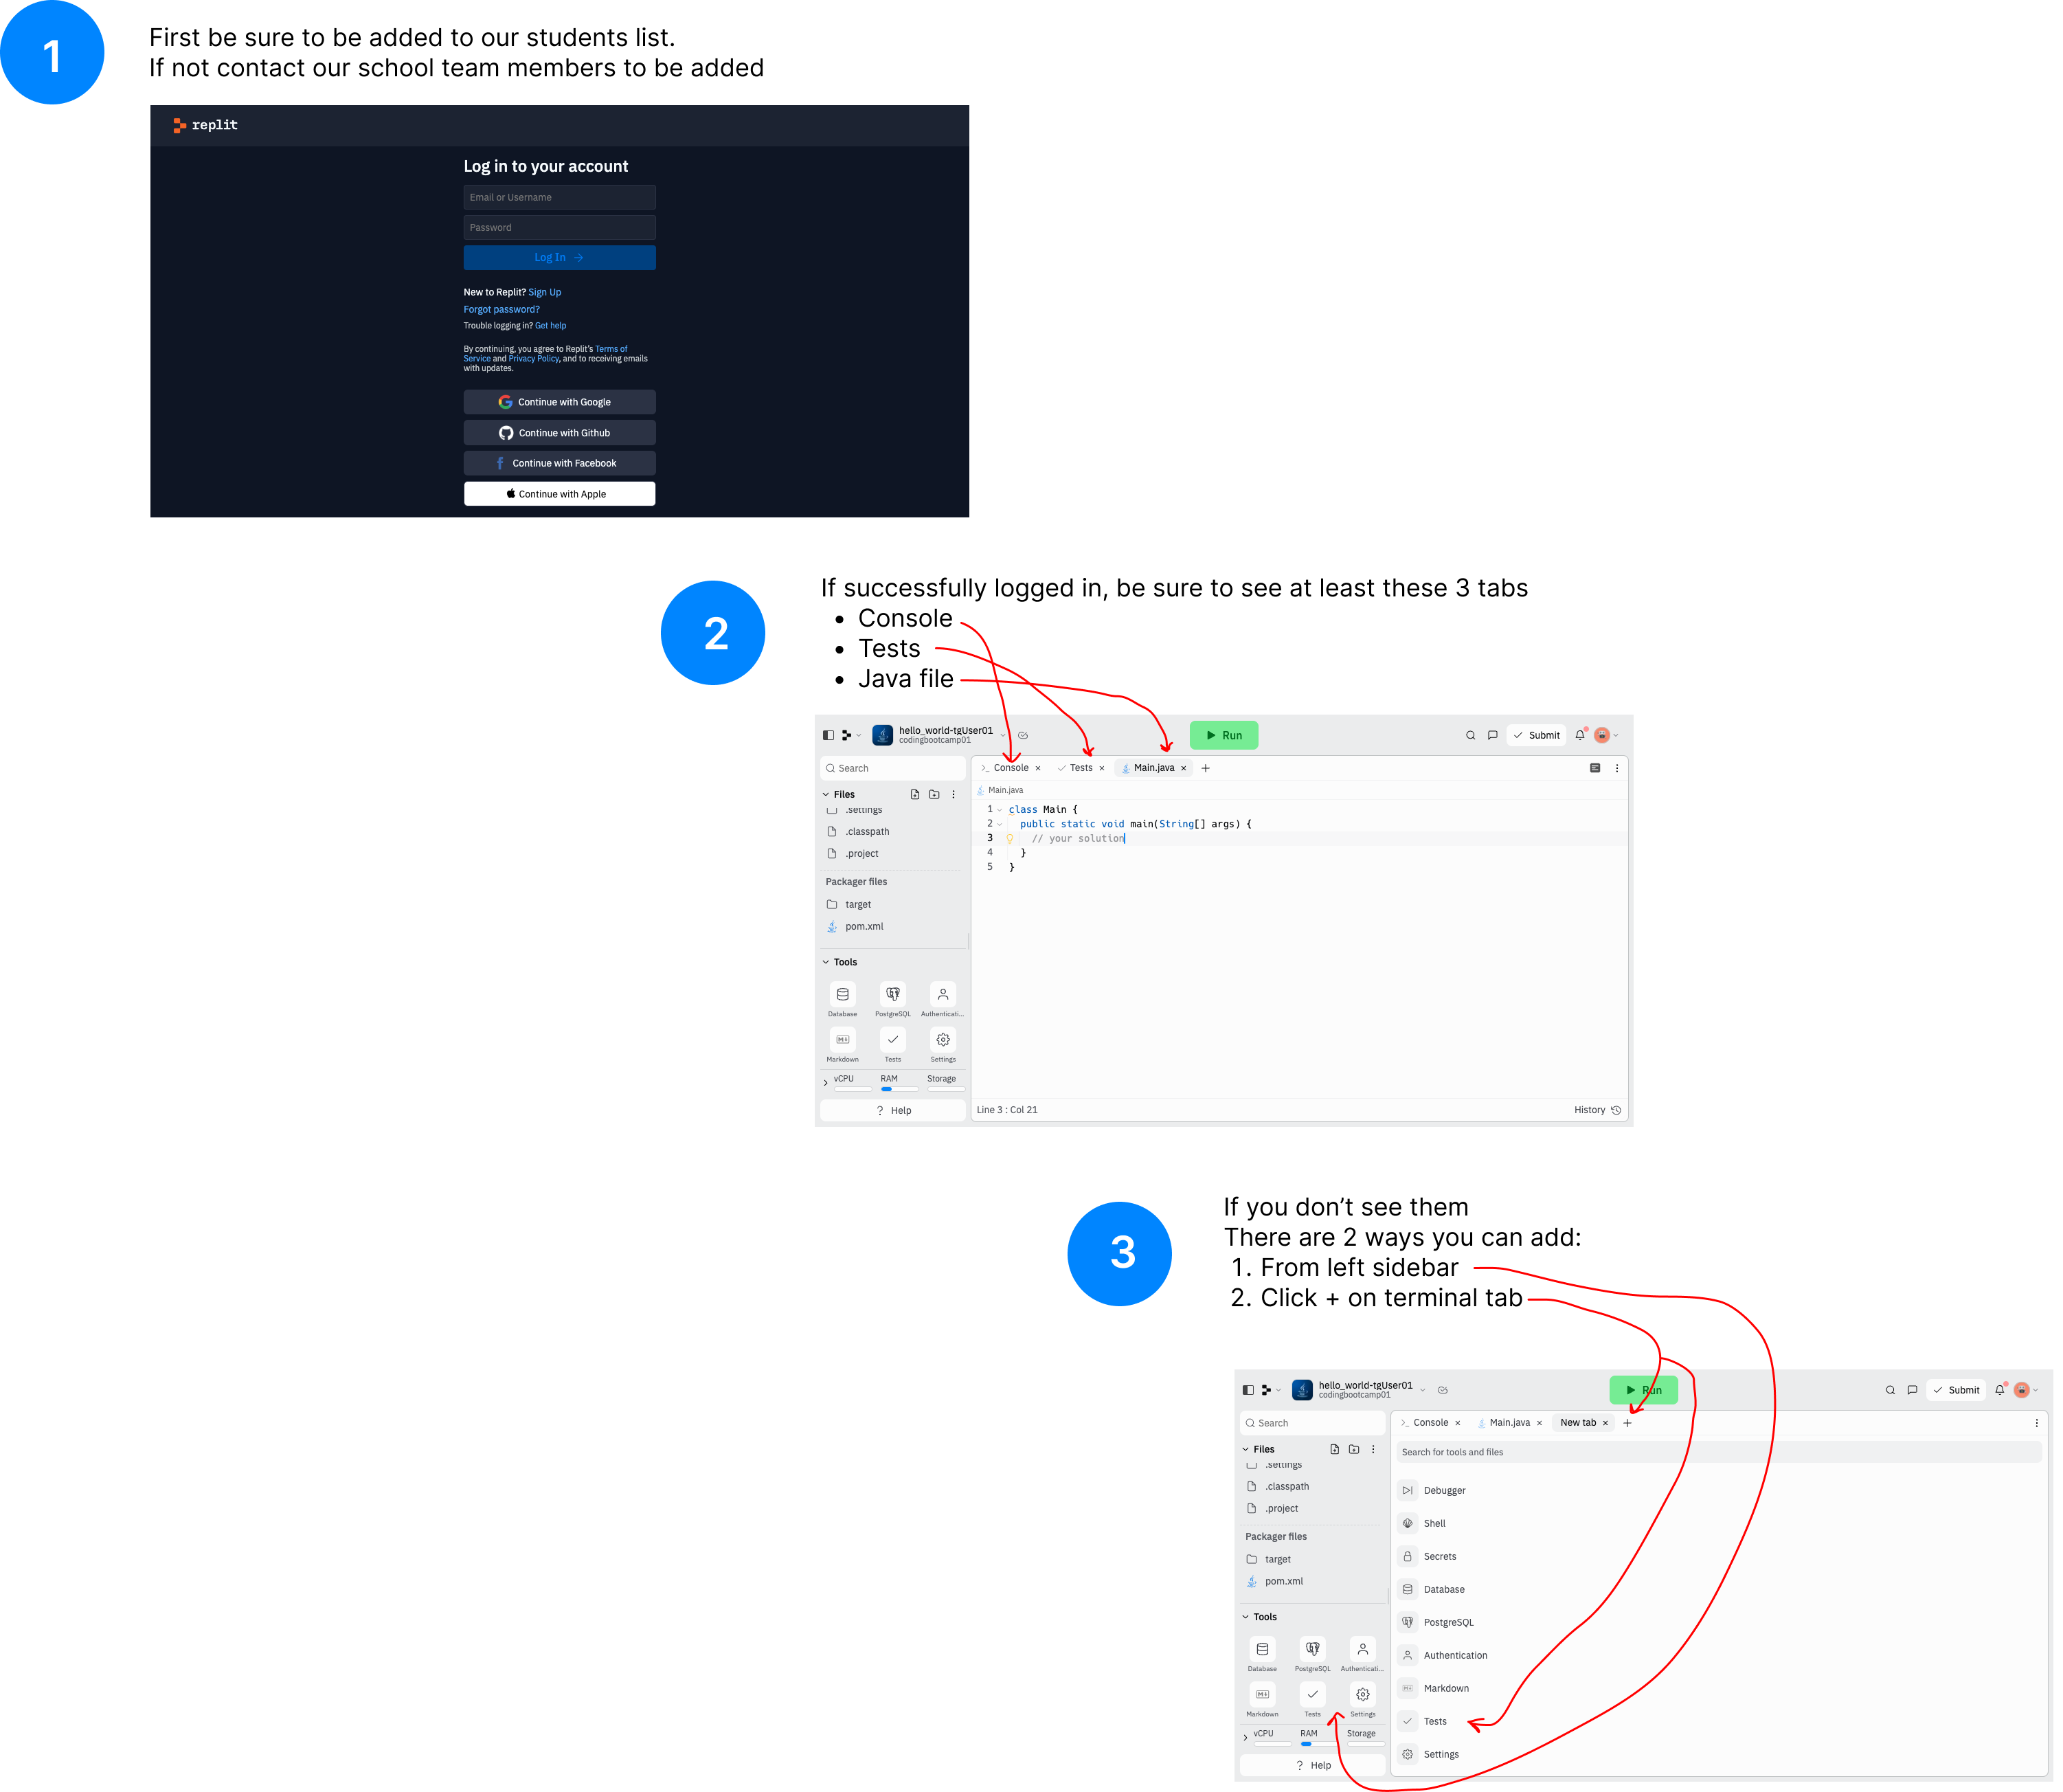 1
First be sure to be added to our students list.
If not contact our school team members to be added
replit
Log in to your account
Email or Username
Password
Log In
New to Replit? Sign Up
Forgot password?
Trouble logging in? Get help
By continuing, you agree to Replit's Terms of
Service and Privacy Policy, and to receiving emails
with updates.
Continue with Google
Continue with Github
Continue with Facebook
Continue with Apple
2
If successfully logged in, be sure to see at least these 3 tabs
• Console
• Tests
• Java file
hello_world-tgUser01
codingbootcamp01
Run
Submit
Search
Files
.settings
.classpath
.project
Packager files
target
pom.xml
Tools
Database PostgreSQL Authenticati...
Markdown Tests Settings
vCPU RAM Storage
? Help
Console × Tests × Main.java × +
Main.java
1 class Main {
2 public static void main(String[] args) {
3 // your solution
4 }
5 }
Line 3 : Col 21 History
3
If you don't see them
There are 2 ways you can add:
1. From left sidebar
2. Click + on terminal tab
hello_world-tgUser01
codingbootcamp01
Run
Submit
Search
Files
.settings
.classpath
.project
Packager files
target
pom.xml
Tools
Database PostgreSQL Authenticati...
Markdown Tests Settings
vCPU RAM Storage
? Help
Console × Main.java × New tab × +
Search for tools and files
Debugger
Shell
Secrets
Database
PostgreSQL
Authentication
Markdown
Tests
Settings